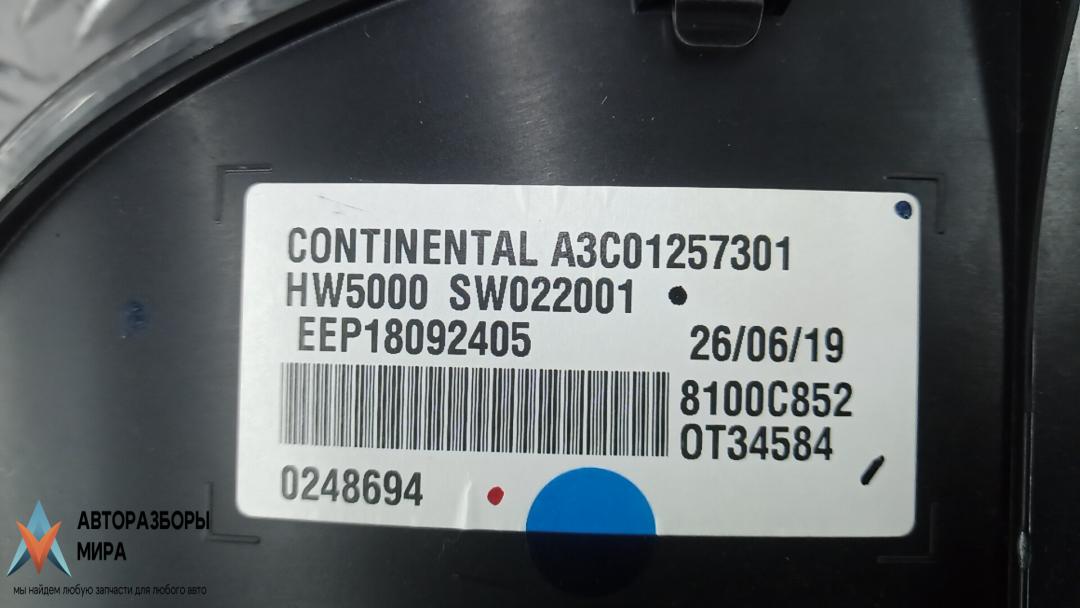 CONTINENTAL A3C01257301
HW5000 SW022001
EEP18092405 26/06/19
8100C852
0T34584
0248694
АВТОРАЗБОРЫ
МИРА
мы найдем любую запчасти для любого авто